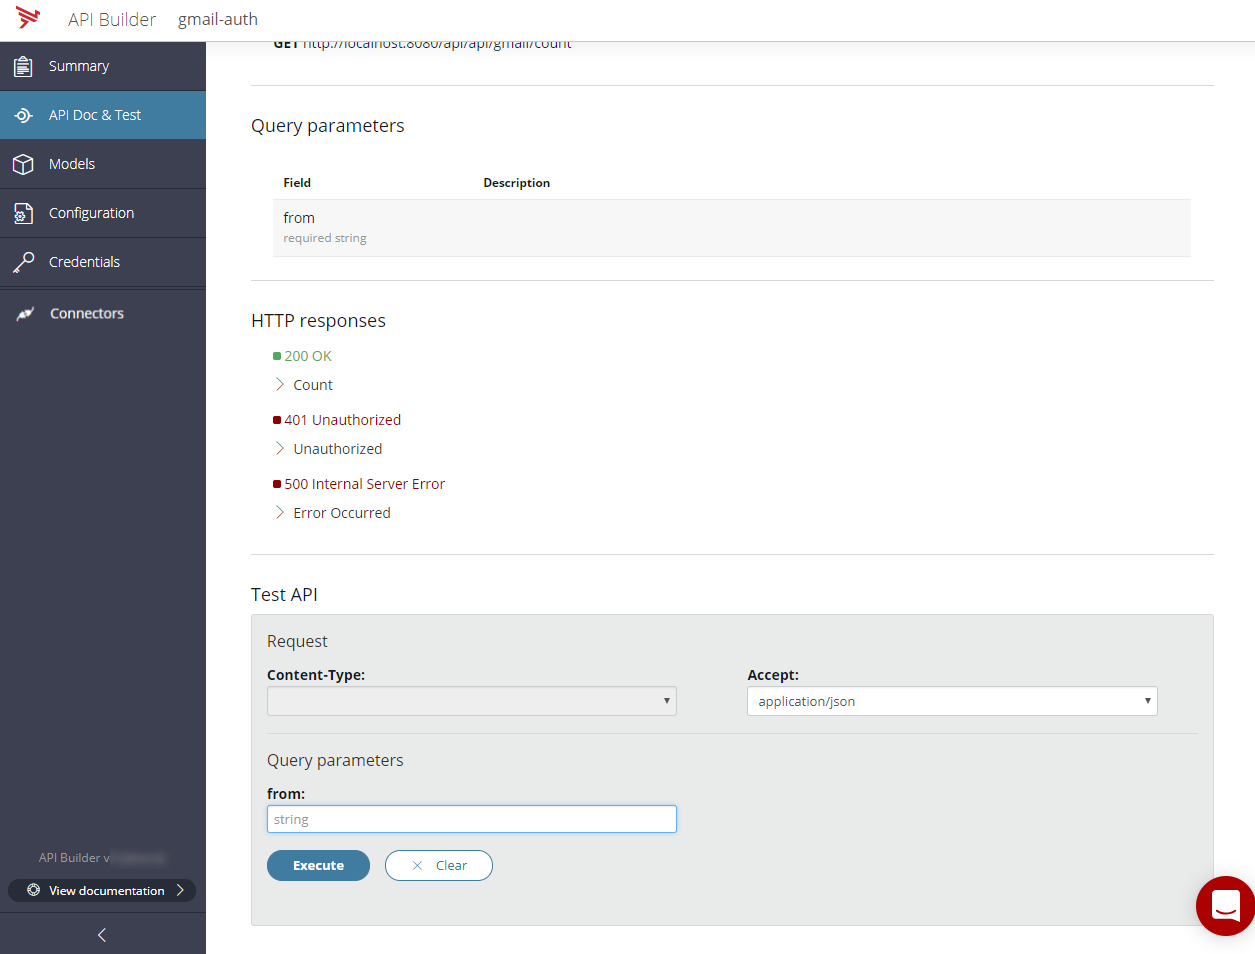 API Builder gmail-auth
GET http://localhost:8080/api/api/gmail/count
Summary
API Doc & Test
Models
Configuration
Credentials
Connectors
API Builder v
View documentation
Query parameters
Field Description
from
required string
HTTP responses
200 OK
Count
401 Unauthorized
Unauthorized
500 Internal Server Error
Error Occurred
Test API
Request
Content-Type: Accept:
application/json
Query parameters
from:
string
Execute Clear